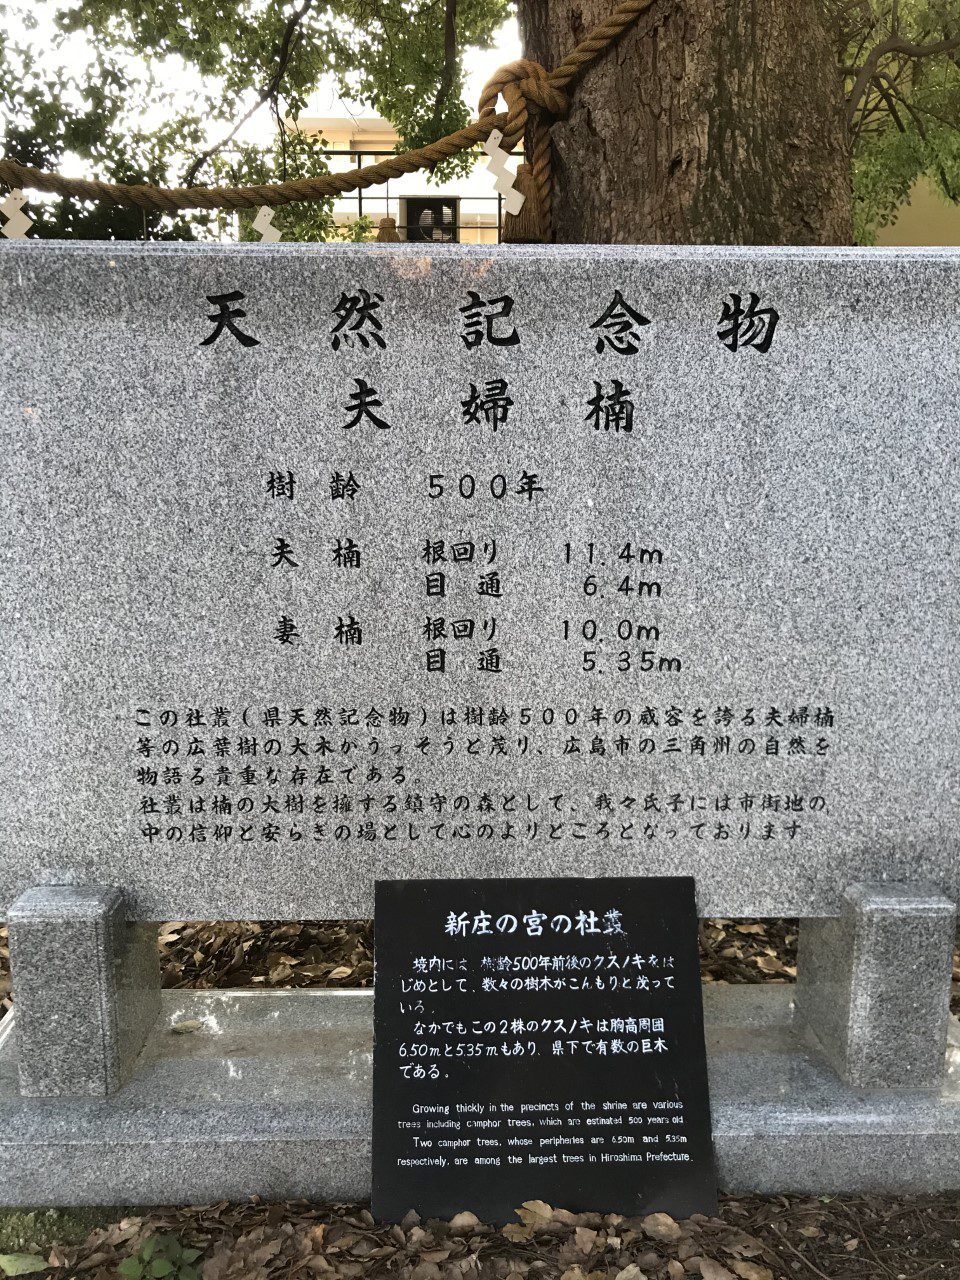 天然記念物
夫婦楠
樹齢 500年
夫楠 根回り 11.4m
目通 6.4m
妻楠 根回り 10.0m
目通 5.35m
この社叢(県天然記念物)は樹齢500年の威容を誇る夫婦楠
等の広葉樹の大木がうっそうと茂り、広島市の三角州の自然を
物語る貴重な存在である。
社叢は楠の大樹を擁する鎮守の森として、我々氏子には市街地の
中の信仰と安らぎの場として心のよりどころとなっております
新庄の宮の社叢
境内には、樹齢500年前後のクスノキをは
じめとして、数々の樹木がこんもりと茂って
いる。
なかでもこの2株のクスノキは胸高周囲
6.50mと5.35mもあり、県下で有数の巨木
である。
Growing thickly in the precincts of the shrine are various
trees including camphor trees, which are estimated 500 years old
Two camphor trees, whose peripheries are 6.50m and 5.35m
respectively, are among the largest trees in Hiroshima Prefecture.